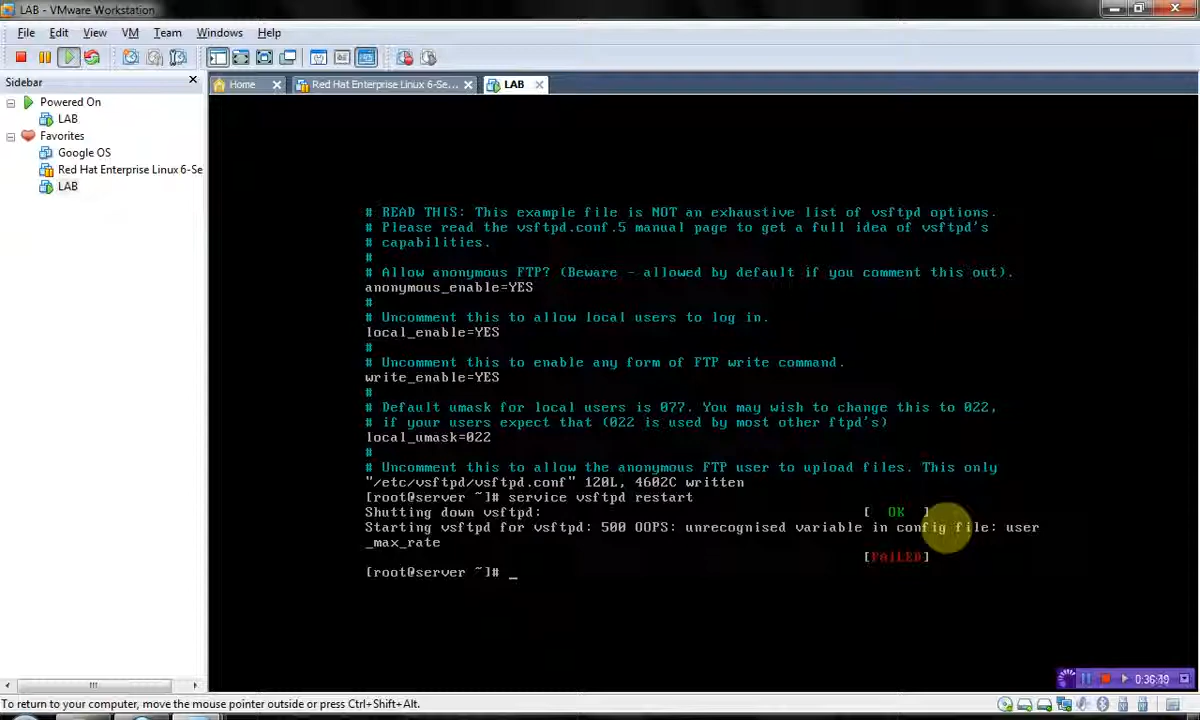 LAB - VMware Workstation
File Edit View VM Team Windows Help
Sidebar
Home
Red Hat Enterprise Linux 6-Se...
LAB
Powered On
LAB
Favorites
Google OS
Red Hat Enterprise Linux 6-Se
LAB
# READ THIS: This example file is NOT an exhaustive list of vsftpd options.
# Please read the vsftpd.conf.5 manual page to get a full idea of vsftpd's
# capabilities.
#
# Allow anonymous FTP? (Beware - allowed by default if you comment this out).
anonymous_enable=YES
#
# Uncomment this to allow local users to log in.
local_enable=YES
#
# Uncomment this to enable any form of FTP write command.
write_enable=YES
#
# Default umask for local users is 077. You may wish to change this to 022,
# if your users expect that (022 is used by most other ftpd's)
local_umask=022
#
# Uncomment this to allow the anonymous FTP user to upload files. This only
"/etc/vsftpd/vsftpd.conf" 120L, 4602C written
[root@server ~]# service vsftpd restart
Shutting down vsftpd: [ OK ]
Starting vsftpd for vsftpd: 500 OOPS: unrecognised variable in config file: user
_max_rate
[FAILED]
[root@server ~]# _
0:36:49
To return to your computer, move the mouse pointer outside or press Ctrl+Shift+Alt.